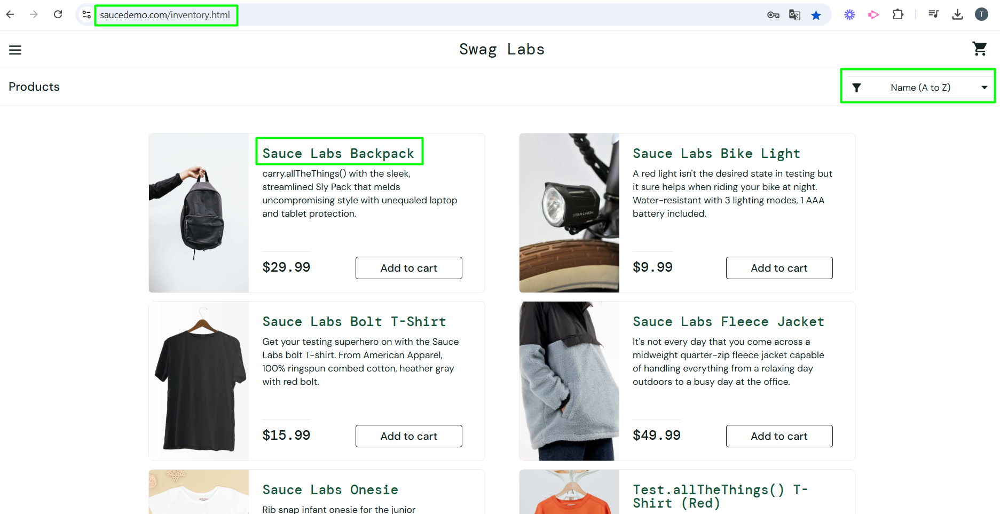 saucedemo.com/inventory.html
T
Swag Labs
Products
Name (A to Z)
Sauce Labs Backpack
carry.allTheThings() with the sleek,
streamlined Sly Pack that melds
uncompromising style with unequaled laptop
and tablet protection.
$29.99
Add to cart
Sauce Labs Bike Light
A red light isn't the desired state in testing but
it sure helps when riding your bike at night.
Water-resistant with 3 lighting modes, 1 AAA
battery included.
STAR UNION
$9.99
Add to cart
Sauce Labs Bolt T-Shirt
Get your testing superhero on with the Sauce
Labs bolt T-shirt. From American Apparel,
100% ringspun combed cotton, heather gray
with red bolt.
$15.99
Add to cart
Sauce Labs Fleece Jacket
It's not every day that you come across a
midweight quarter-zip fleece jacket capable
of handling everything from a relaxing day
outdoors to a busy day at the office.
$49.99
Add to cart
Sauce Labs Onesie
Rib snap infant onesie for the junior
Test.allTheThings() T-
Shirt (Red)